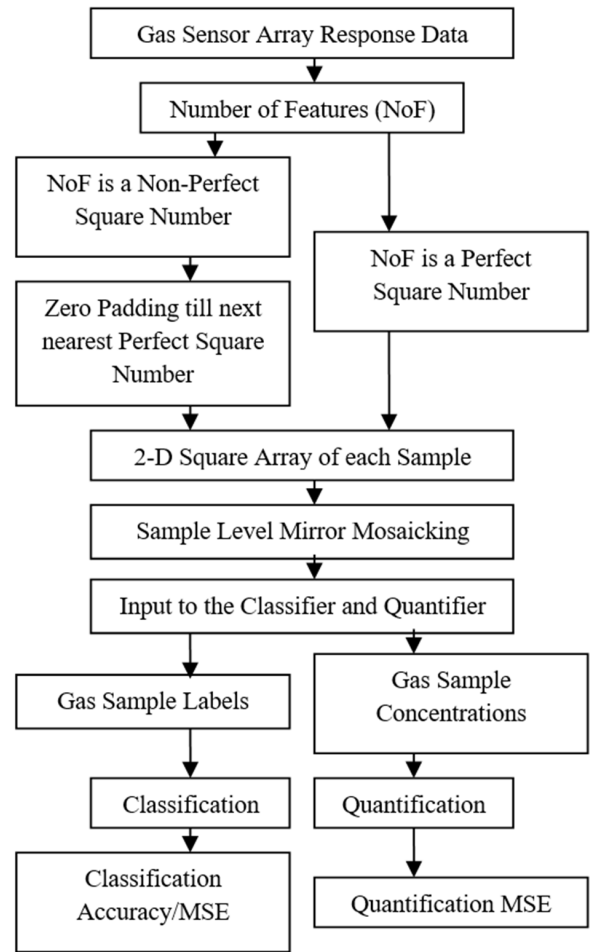 Gas Sensor Array Response Data
Number of Features (NoF)
NoF is a Non-Perfect
Square Number
NoF is a Perfect
Square Number
Zero Padding till next
nearest Perfect Square
Number
2-D Square Array of each Sample
Sample Level Mirror Mosaicking
Input to the Classifier and Quantifier
Gas Sample Labels
Gas Sample
Concentrations
Classification
Quantification
Classification
Accuracy/MSE
Quantification MSE